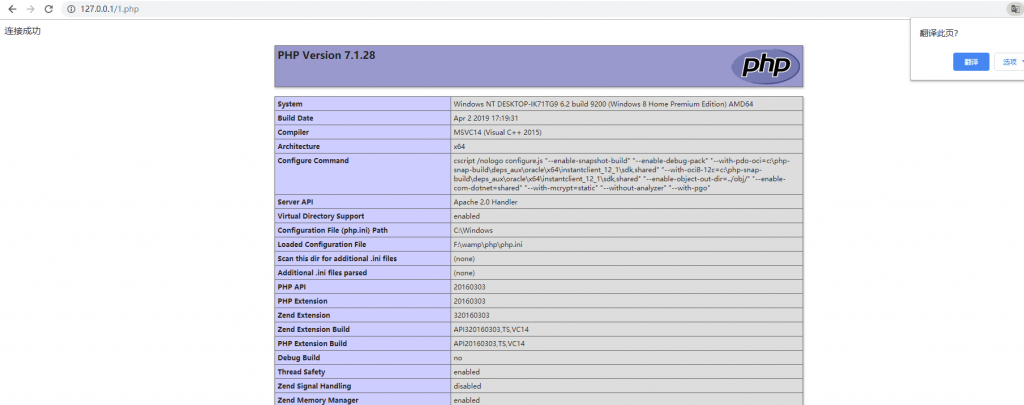 127.0.0.1/1.php
连接成功
翻译此页?
翻译
选项
PHP Version 7.1.28
php
System Windows NT DESKTOP-IK71TG9 6.2 build 9200 (Windows 8 Home Premium Edition) AMD64
Build Date Apr 2 2019 17:19:31
Compiler MSVC14 (Visual C++ 2015)
Architecture x64
Configure Command cscript /nologo configure.js "--enable-snapshot-build" "--enable-debug-pack" "--with-pdo-oci=c:\php-
snap-build\deps_aux\oracle\x64\instantclient_12_1\sdk,shared" "--with-oci8-12c=c:\php-snap-
build\deps_aux\oracle\x64\instantclient_12_1\sdk,shared" "--enable-object-out-dir=../obj/" "--enable-
com-dotnet=shared" "--with-mcrypt=static" "--without-analyzer" "--with-pgo"
Server API Apache 2.0 Handler
Virtual Directory Support enabled
Configuration File (php.ini) Path C:\Windows
Loaded Configuration File F:\wamp\php\php.ini
Scan this dir for additional .ini files (none)
Additional .ini files parsed (none)
PHP API 20160303
PHP Extension 20160303
Zend Extension 320160303
Zend Extension Build API320160303,TS,VC14
PHP Extension Build API20160303,TS,VC14
Debug Build no
Thread Safety enabled
Zend Signal Handling disabled
Zend Memory Manager enabled